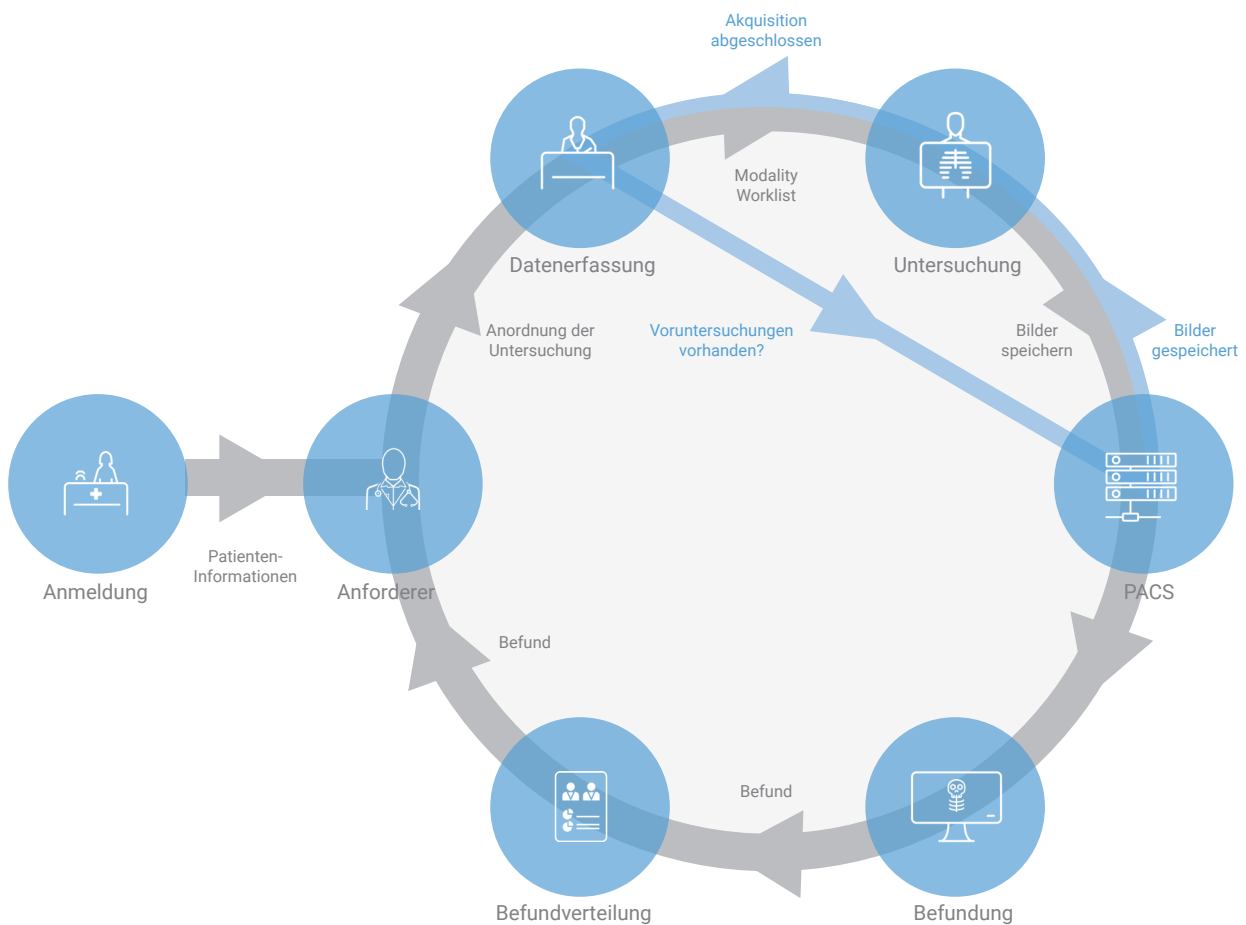 Akquisition
abgeschlossen
Modality
Worklist
Datenerfassung
Untersuchung
Anordnung der
Untersuchung
Voruntersuchungen
vorhanden?
Bilder
speichern
Bilder
gespeichert
Patienten-
Informationen
Anmeldung
Anforderer
PACS
Befund
Befund
Befundverteilung
Befundung